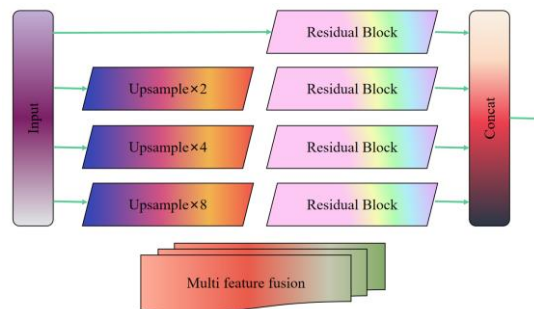 Input
Residual Block
Upsample×2
Residual Block
Upsample×4
Residual Block
Upsample×8
Residual Block
Concat
Multi feature fusion